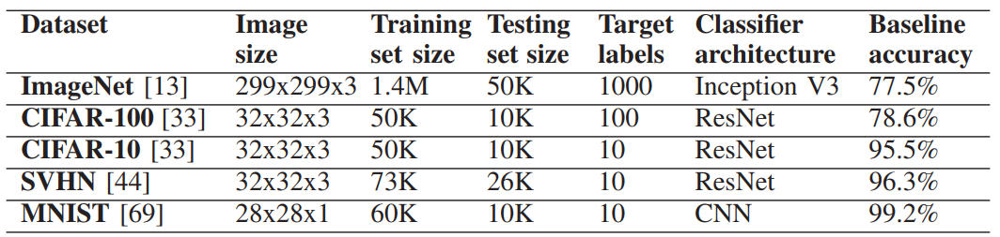 Dataset Image Training Testing Target Classifier Baseline
size set size set size labels architecture accuracy
ImageNet [13] 299x299x3 1.4M 50K 1000 Inception V3 77.5%
CIFAR-100 [33] 32x32x3 50K 10K 100 ResNet 78.6%
CIFAR-10 [33] 32x32x3 50K 10K 10 ResNet 95.5%
SVHN [44] 32x32x3 73K 26K 10 ResNet 96.3%
MNIST [69] 28x28x1 60K 10K 10 CNN 99.2%